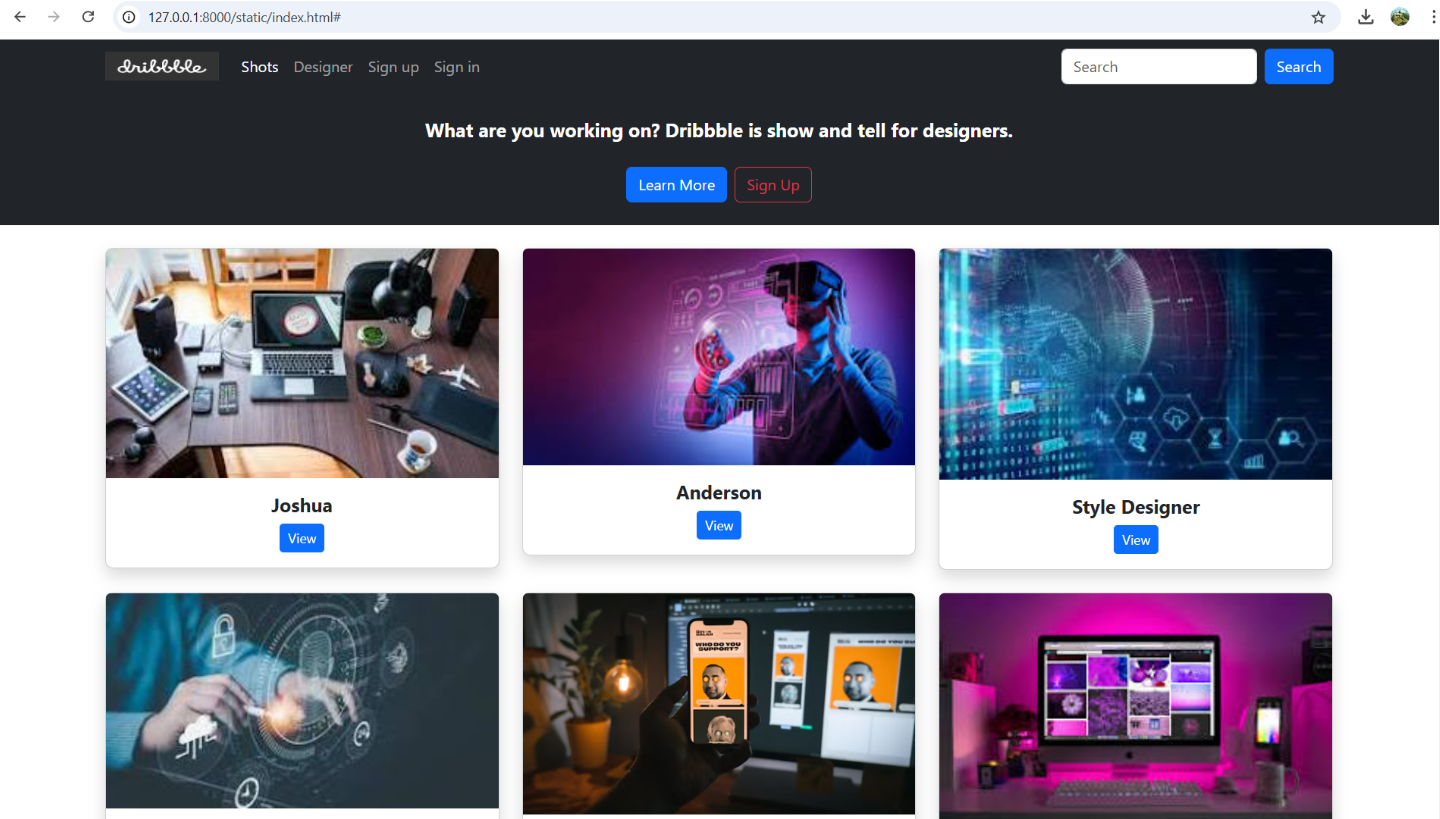 127.0.0.1:8000/static/index.html#
dribbble Shots Designer Sign up Sign in Search Search
What are you working on? Dribbble is show and tell for designers.
Learn More Sign Up
Joshua
View
Anderson
View
Style Designer
View
WHO DO YOU
SUPPORT?